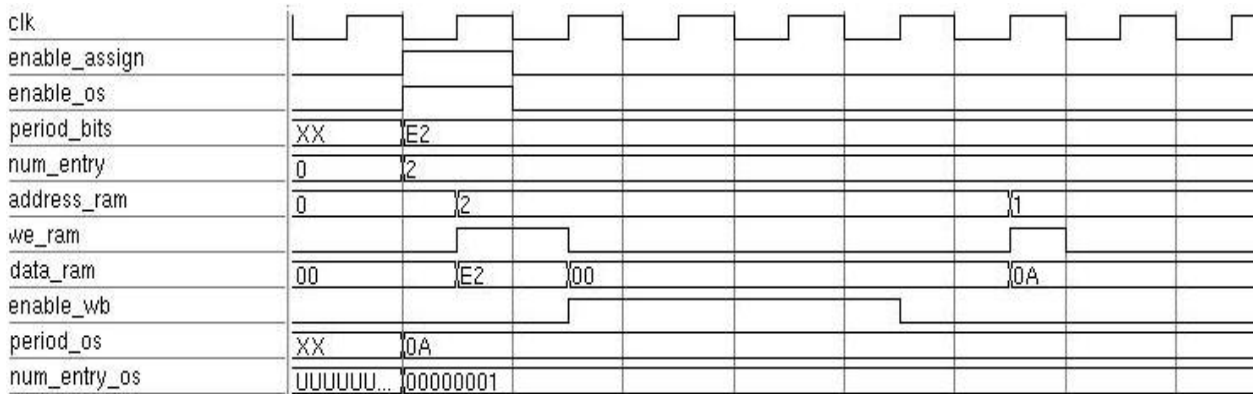 clk
enable_assign
enable_os
period_bits XX E2
num_entry 0 2
address_ram 0 2 1
we_ram
data_ram 00 E2 00 0A
enable_wb
period_os XX 0A
num_entry_os UUUUUU... 00000001